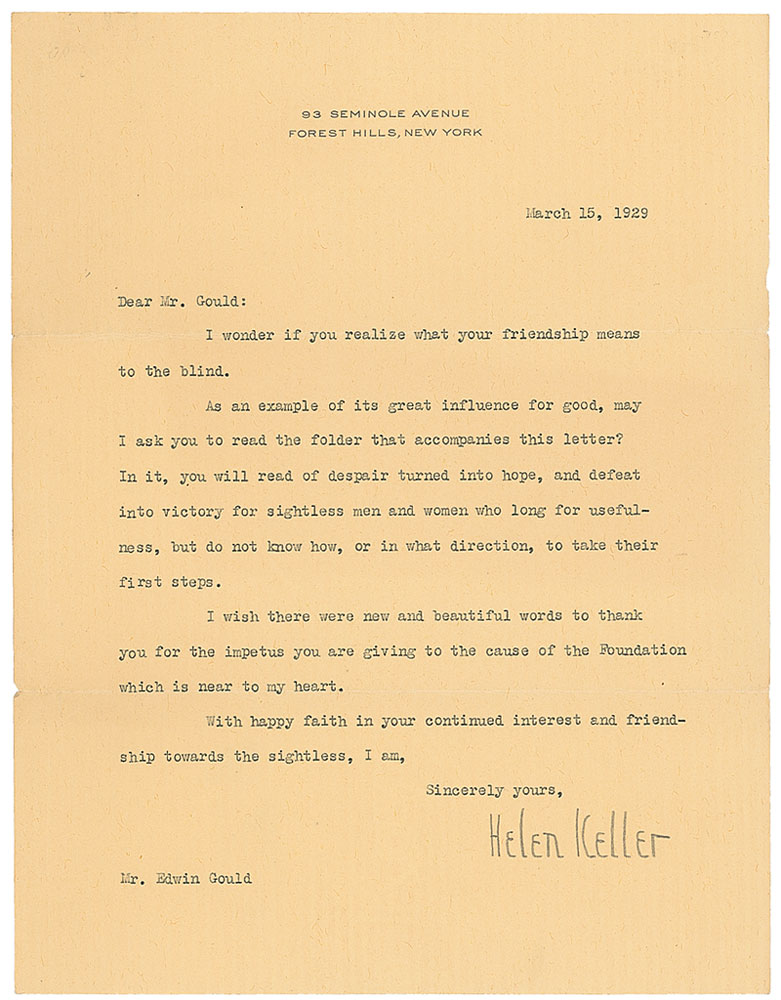 93 SEMINOLE AVENUE
FOREST HILLS, NEW YORK
March 15, 1929
Dear Mr. Gould:
I wonder if you realize what your friendship means
to the blind.
As an example of its great influence for good, may
I ask you to read the folder that accompanies this letter?
In it, you will read of despair turned into hope, and defeat
into victory for sightless men and women who long for useful-
ness, but do not know how, or in what direction, to take their
first steps.
I wish there were new and beautiful words to thank
you for the impetus you are giving to the cause of the Foundation
which is near to my heart.
With happy faith in your continued interest and friend-
ship towards the sightless, I am,
Sincerely yours,
Helen Keller
Mr. Edwin Gould